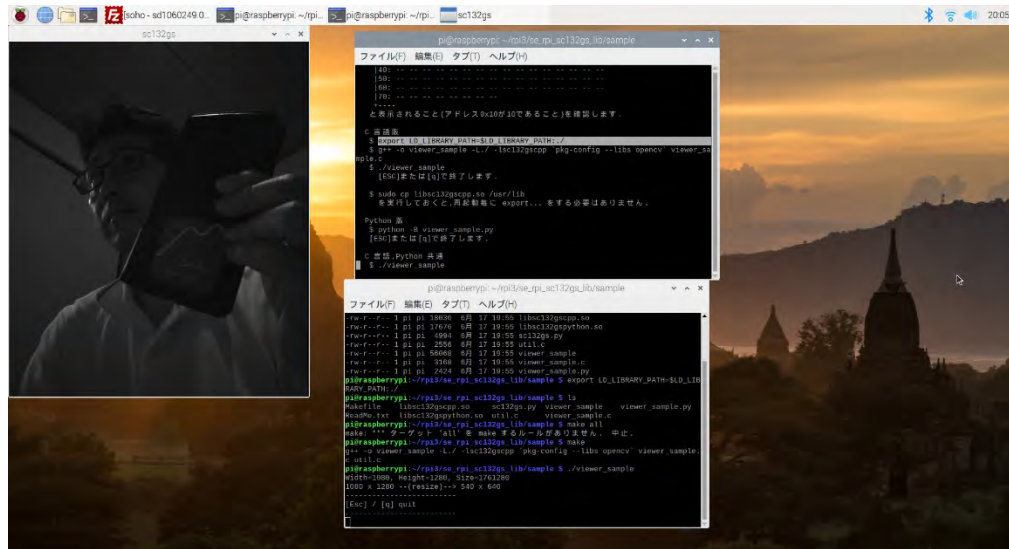 [soho - sd1060249.0...
pi@raspberrypi: ~/rpi...
pi@raspberrypi: ~/rpi...
sc132gs
20:05
sc132gs
pi@raspberrypi: ~/rpi3/se_rpi_sc132gs_lib/sample
ファイル(F) 編集(E) タブ(T) ヘルプ(H)
|40: -- -- -- -- -- -- -- -- -- -- -- -- -- -- -- --
|50: -- -- -- -- -- -- -- -- -- -- -- -- -- -- -- --
|60: -- -- -- -- -- -- -- -- -- -- -- -- -- -- -- --
|70: -- -- -- -- -- -- -- --
+----
と表示されること(アドレス0x10が10であること)を確認します.
C 言語版
$ export LD_LIBRARY_PATH=$LD_LIBRARY_PATH:./
$ g++ -o viewer_sample -L./ -lsc132gscpp `pkg-config --libs opencv` viewer_sa
mple.c
$ ./viewer_sample
[ESC]または[q]で終了します.
$ sudo cp libsc132gscpp.so /usr/lib
を実行しておくと,再起動毎に export... をする必要はありません.
Python 版
$ python -B viewer_sample.py
[ESC]または[q]で終了します.
C 言語,Python 共通
$ ./viewer_sample
pi@raspberrypi: ~/rpi3/se_rpi_sc132gs_lib/sample
ファイル(F) 編集(E) タブ(T) ヘルプ(H)
-rw-r--r-- 1 pi pi 18036 6月 17 19:55 libsc132gscpp.so
-rw-r--r-- 1 pi pi 17676 6月 17 19:55 libsc132gspython.so
-rw-r--r-- 1 pi pi 4994 6月 17 19:55 sc132gs.py
-rw-r--r-- 1 pi pi 2556 6月 17 19:55 util.c
-rw-r--r-- 1 pi pi 56068 6月 17 19:55 viewer_sample
-rw-r--r-- 1 pi pi 3168 6月 17 19:55 viewer_sample.c
-rw-r--r-- 1 pi pi 2424 6月 17 19:55 viewer_sample.py
pi@raspberrypi:~/rpi3/se_rpi_sc132gs_lib/sample $ export LD_LIBRARY_PATH=$LD_LIB
RARY_PATH:./
pi@raspberrypi:~/rpi3/se_rpi_sc132gs_lib/sample $ ls
Makefile libsc132gscpp.so sc132gs.py viewer_sample viewer_sample.py
ReadMe.txt libsc132gspython.so util.c viewer_sample.c
pi@raspberrypi:~/rpi3/se_rpi_sc132gs_lib/sample $ make all
make: *** ターゲット 'all' を make するルールがありません. 中止.
pi@raspberrypi:~/rpi3/se_rpi_sc132gs_lib/sample $ make
g++ -o viewer_sample -L./ -lsc132gscpp `pkg-config --libs opencv` viewer_sample.
c util.c
pi@raspberrypi:~/rpi3/se_rpi_sc132gs_lib/sample $ ./viewer_sample
Width=1080, Height=1280, Size=1761280
1080 x 1280 --(resize)--> 540 x 640
--------------------------
[Esc] / [q] quit
--------------------------